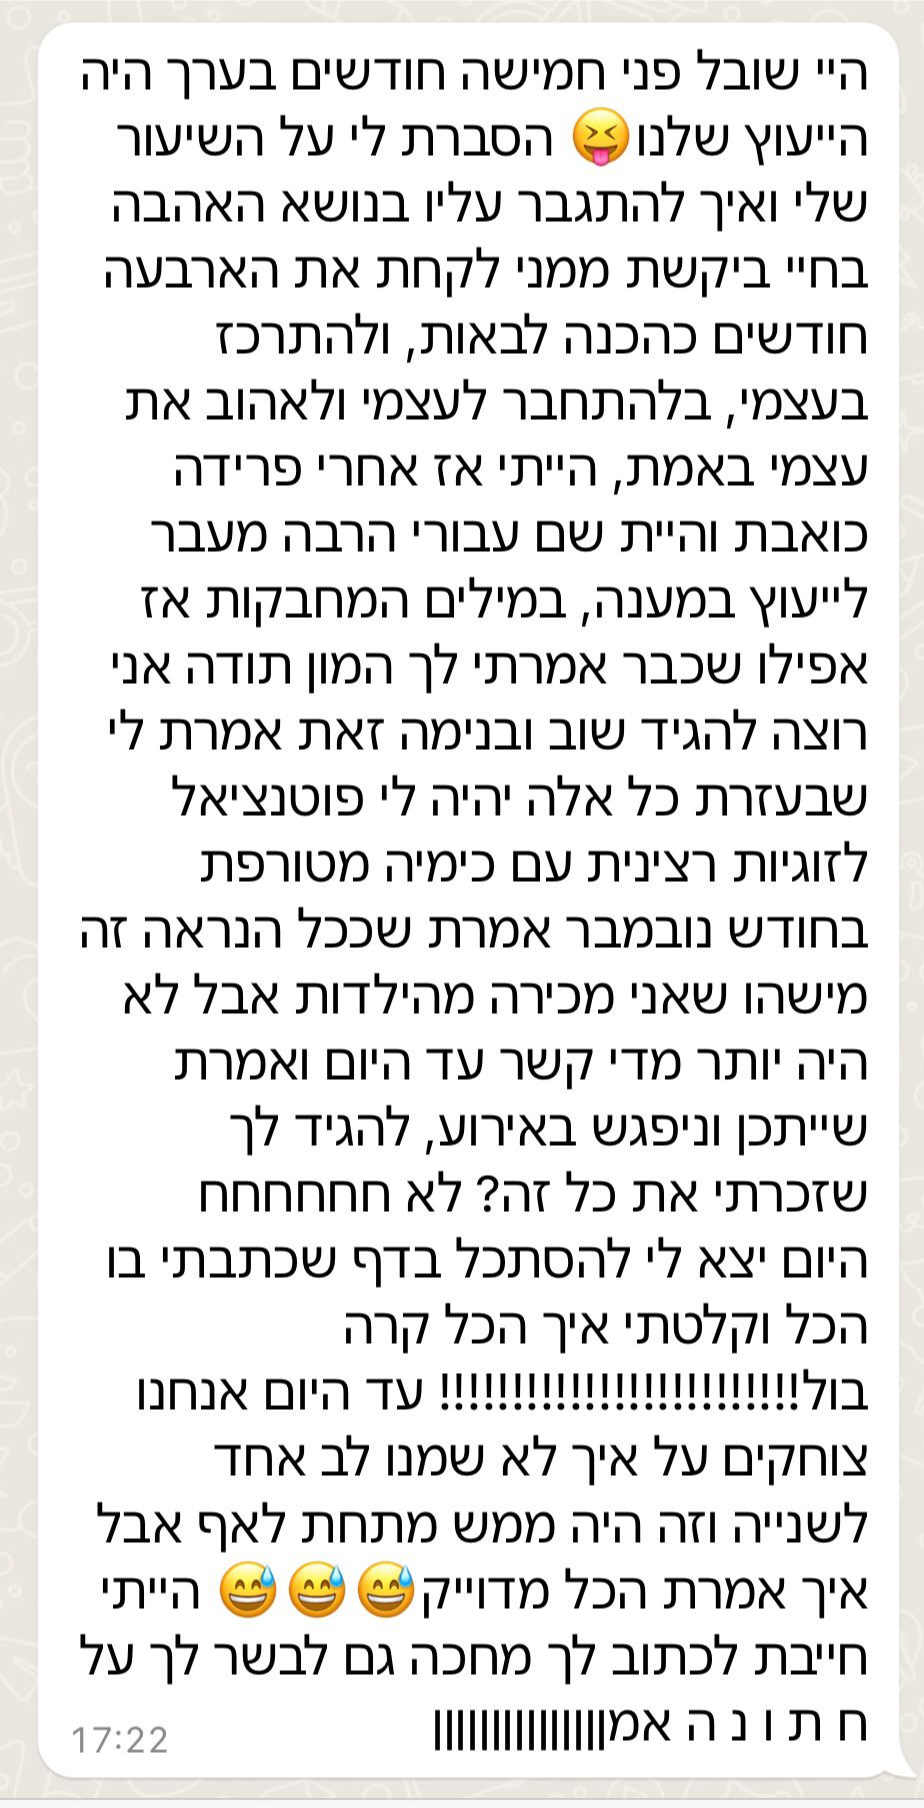 היי שובל פני חמישה חודשים בערך היה
הייעוץ שלנו😝 הסברת לי על השיעור
שלי ואיך להתגבר עליו בנושא האהבה
בחיי ביקשת ממני לקחת את הארבעה
חודשים כהכנה לבאות, ולהתרכז
בעצמי, בלהתחבר לעצמי ולאהוב את
עצמי באמת, הייתי אז אחרי פרידה
כואבת והיית שם עבורי הרבה מעבר
לייעוץ במענה, במילים המחבקות אז
אפילו שכבר אמרתי לך המון תודה אני
רוצה להגיד שוב ובנימה זאת אמרת לי
שבעזרת כל אלה יהיה לי פוטנציאל
לזוגיות רצינית עם כימיה מטורפת
בחודש נובמבר אמרת שככל הנראה זה
מישהו שאני מכירה מהילדות אבל לא
היה יותר מדי קשר עד היום ואמרת
שייתכן וניפגש באירוע, להגיד לך
שזכרתי את כל זה? לא חחחחחח
היום יצא לי להסתכל בדף שכתבתי בו
הכל וקלטתי איך הכל קרה
בול!!!!!!!!!!!!!!!!!!!!!!!!!! עד היום אנחנו
צוחקים על איך לא שמנו לב אחד
לשנייה וזה היה ממש מתחת לאף אבל
איך אמרת הכל מדוייק😅😅😅 הייתי
חייבת לכתוב לך מחכה גם לבשר לך על
ח ת ו נ ה אמןןןןןןןןןןןןןןן
17:22